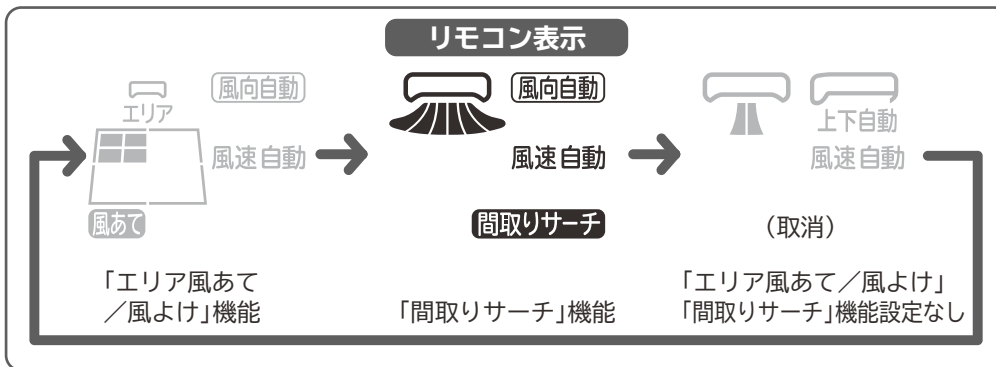 リモコン表示
エリア
風向自動
風速自動
風あて
「エリア風あて
／風よけ」機能
風向自動
風速自動
間取りサーチ
「間取りサーチ」機能
上下自動
風速自動
（取消）
「エリア風あて／風よけ」
「間取りサーチ」機能設定なし